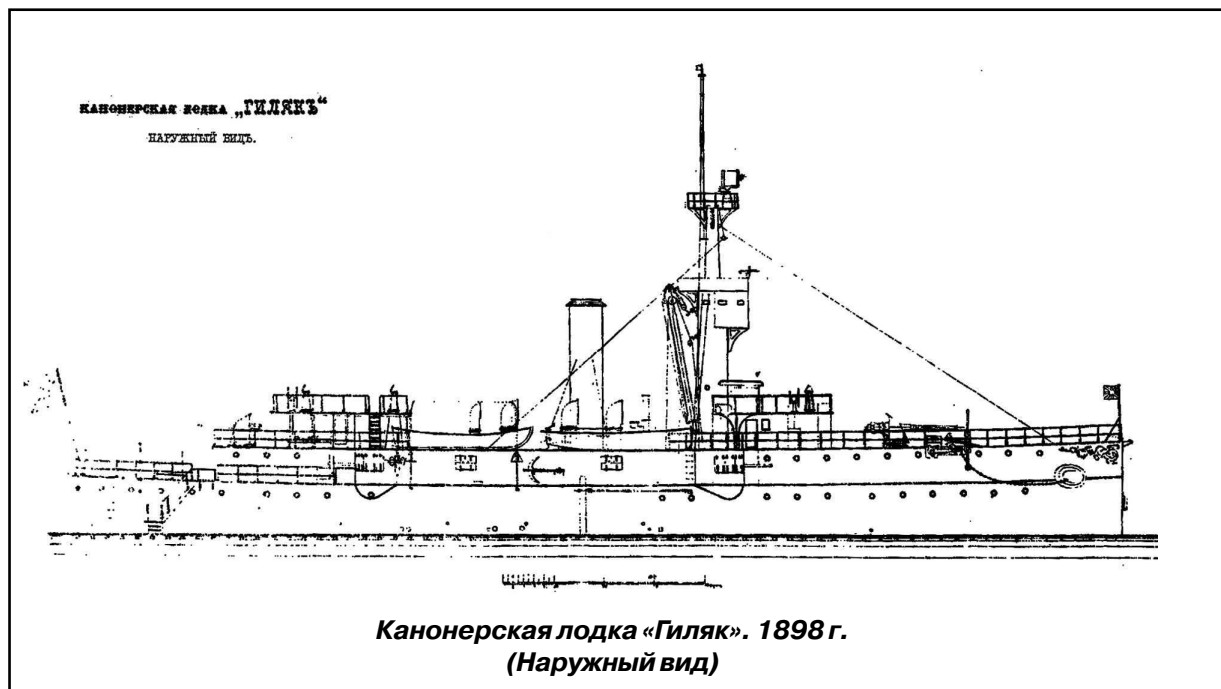 КАНОНЕРСКАЯ ЛОДКА „ГИЛЯКЪ“
НАРУЖНЫЙ ВИДЪ.
Канонерская лодка «Гиляк». 1898 г.
(Наружный вид)